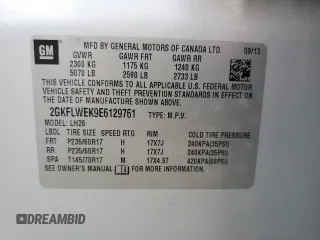 GM
MFD BY GENERAL MOTORS OF CANADA LTD. 09/13
GVWR GAWR FRT GAWR RR
2300 KG 1175 KG 1240 KG
5070 LB 2590 LB 2733 LB
THIS VEHICLE CONFORMS TO ALL APPLICABLE U.S. FEDERAL
MOTOR VEHICLE SAFETY, BUMPER, AND THEFT PREVENTION
STANDARDS IN EFFECT ON THE DATE OF MANUFACTURE
SHOWN ABOVE.
2GKFLWEK9E6129761 TYPE: M.P.V.
MODEL: LH26
LBDL TIRE SIZE SPEED RTG RIM COLD TIRE PRESSURE
FRT P235/60R17 H 17X7J 240KPA(35PSI)
RR P235/60R17 H 17X7J 240KPA(35PSI)
SPA T145/70R17 M 17X4.5T 420KPA(60PSI)
SEE OWNER'S MANUAL FOR ADDITIONAL INFORMATION
DREAMBID